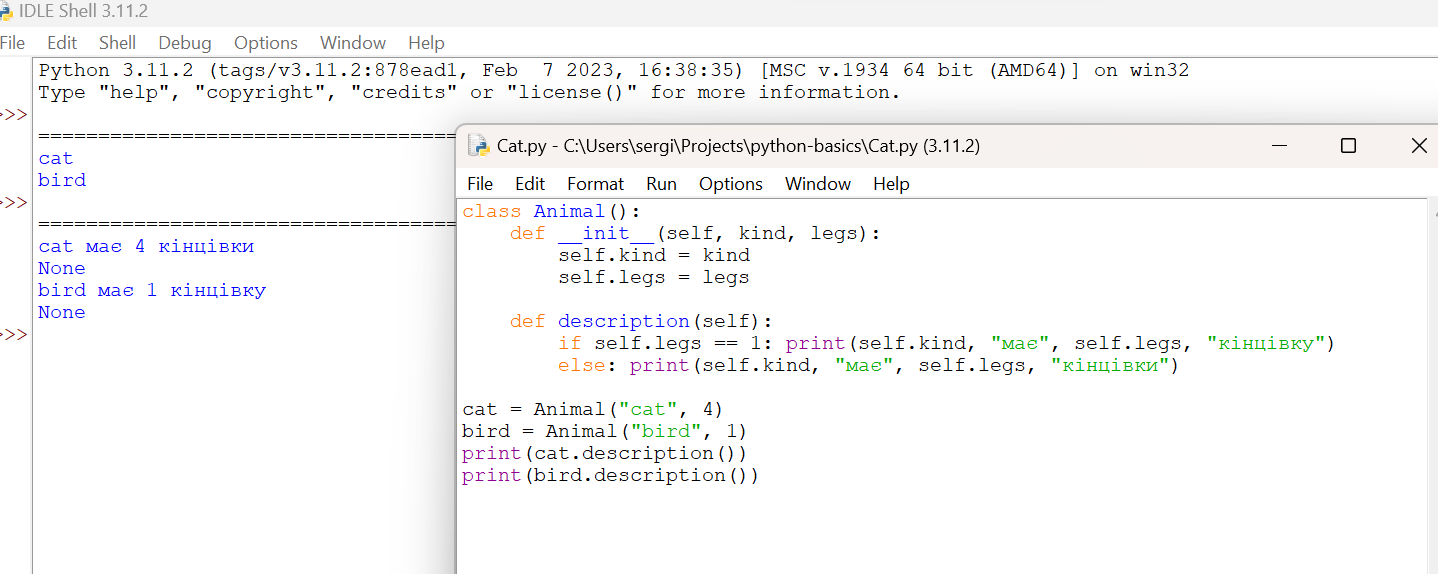 IDLE Shell 3.11.2
File Edit Shell Debug Options Window Help
Python 3.11.2 (tags/v3.11.2:878ead1, Feb  7 2023, 16:38:35) [MSC v.1934 64 bit (AMD64)] on win32
Type "help", "copyright", "credits" or "license()" for more information.
>>>
===================================
cat
bird
>>>
===================================
cat має 4 кінцівки
None
bird має 1 кінцівку
None
>>>
Cat.py - C:\Users\sergi\Projects\python-basics\Cat.py (3.11.2)
File Edit Format Run Options Window Help
class Animal():
    def __init__(self, kind, legs):
        self.kind = kind
        self.legs = legs
    def description(self):
        if self.legs == 1: print(self.kind, "має", self.legs, "кінцівку")
        else: print(self.kind, "має", self.legs, "кінцівки")
cat = Animal("cat", 4)
bird = Animal("bird", 1)
print(cat.description())
print(bird.description())